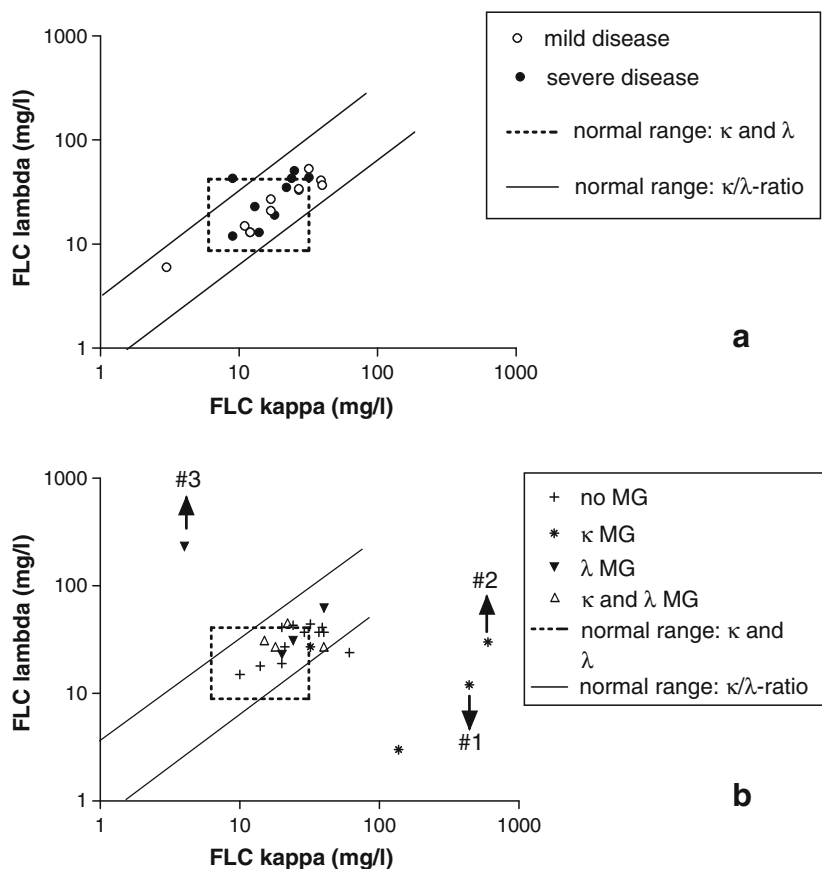 1000
100
10
1
FLC lambda (mg/l)
1
10
100
1000
FLC kappa (mg/l)
mild disease
severe disease
normal range: κ and λ
normal range: κ/λ-ratio
a
1000
100
10
1
FLC lambda (mg/l)
#3
#2
#1
1
10
100
1000
FLC kappa (mg/l)
no MG
κ MG
λ MG
κ and λ MG
normal range: κ and
λ
normal range: κ/λ-ratio
b